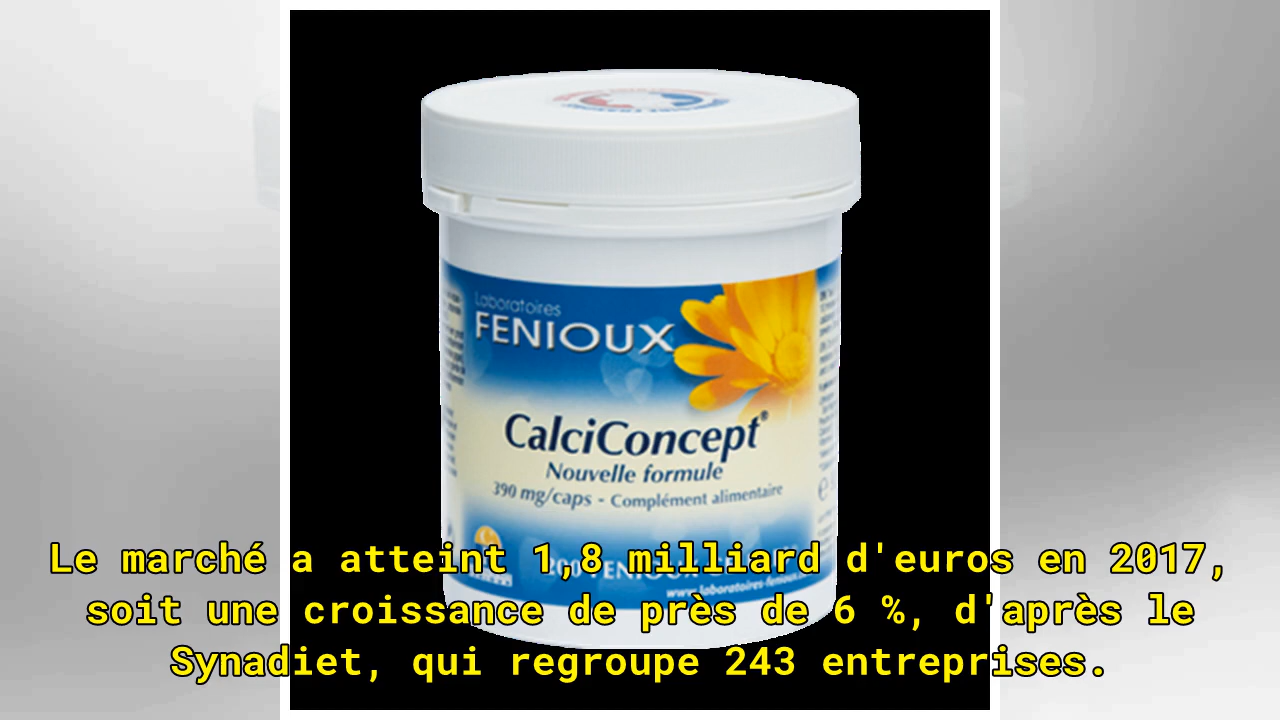 Laboratoires
FENIOUX
CalciConcept®
Nouvelle formule
390 mg/caps - Complément alimentaire
Le marché a atteint 1,8 milliard d'euros en 2017,
soit une croissance de près de 6 %, d'après le
Synadiet, qui regroupe 243 entreprises.